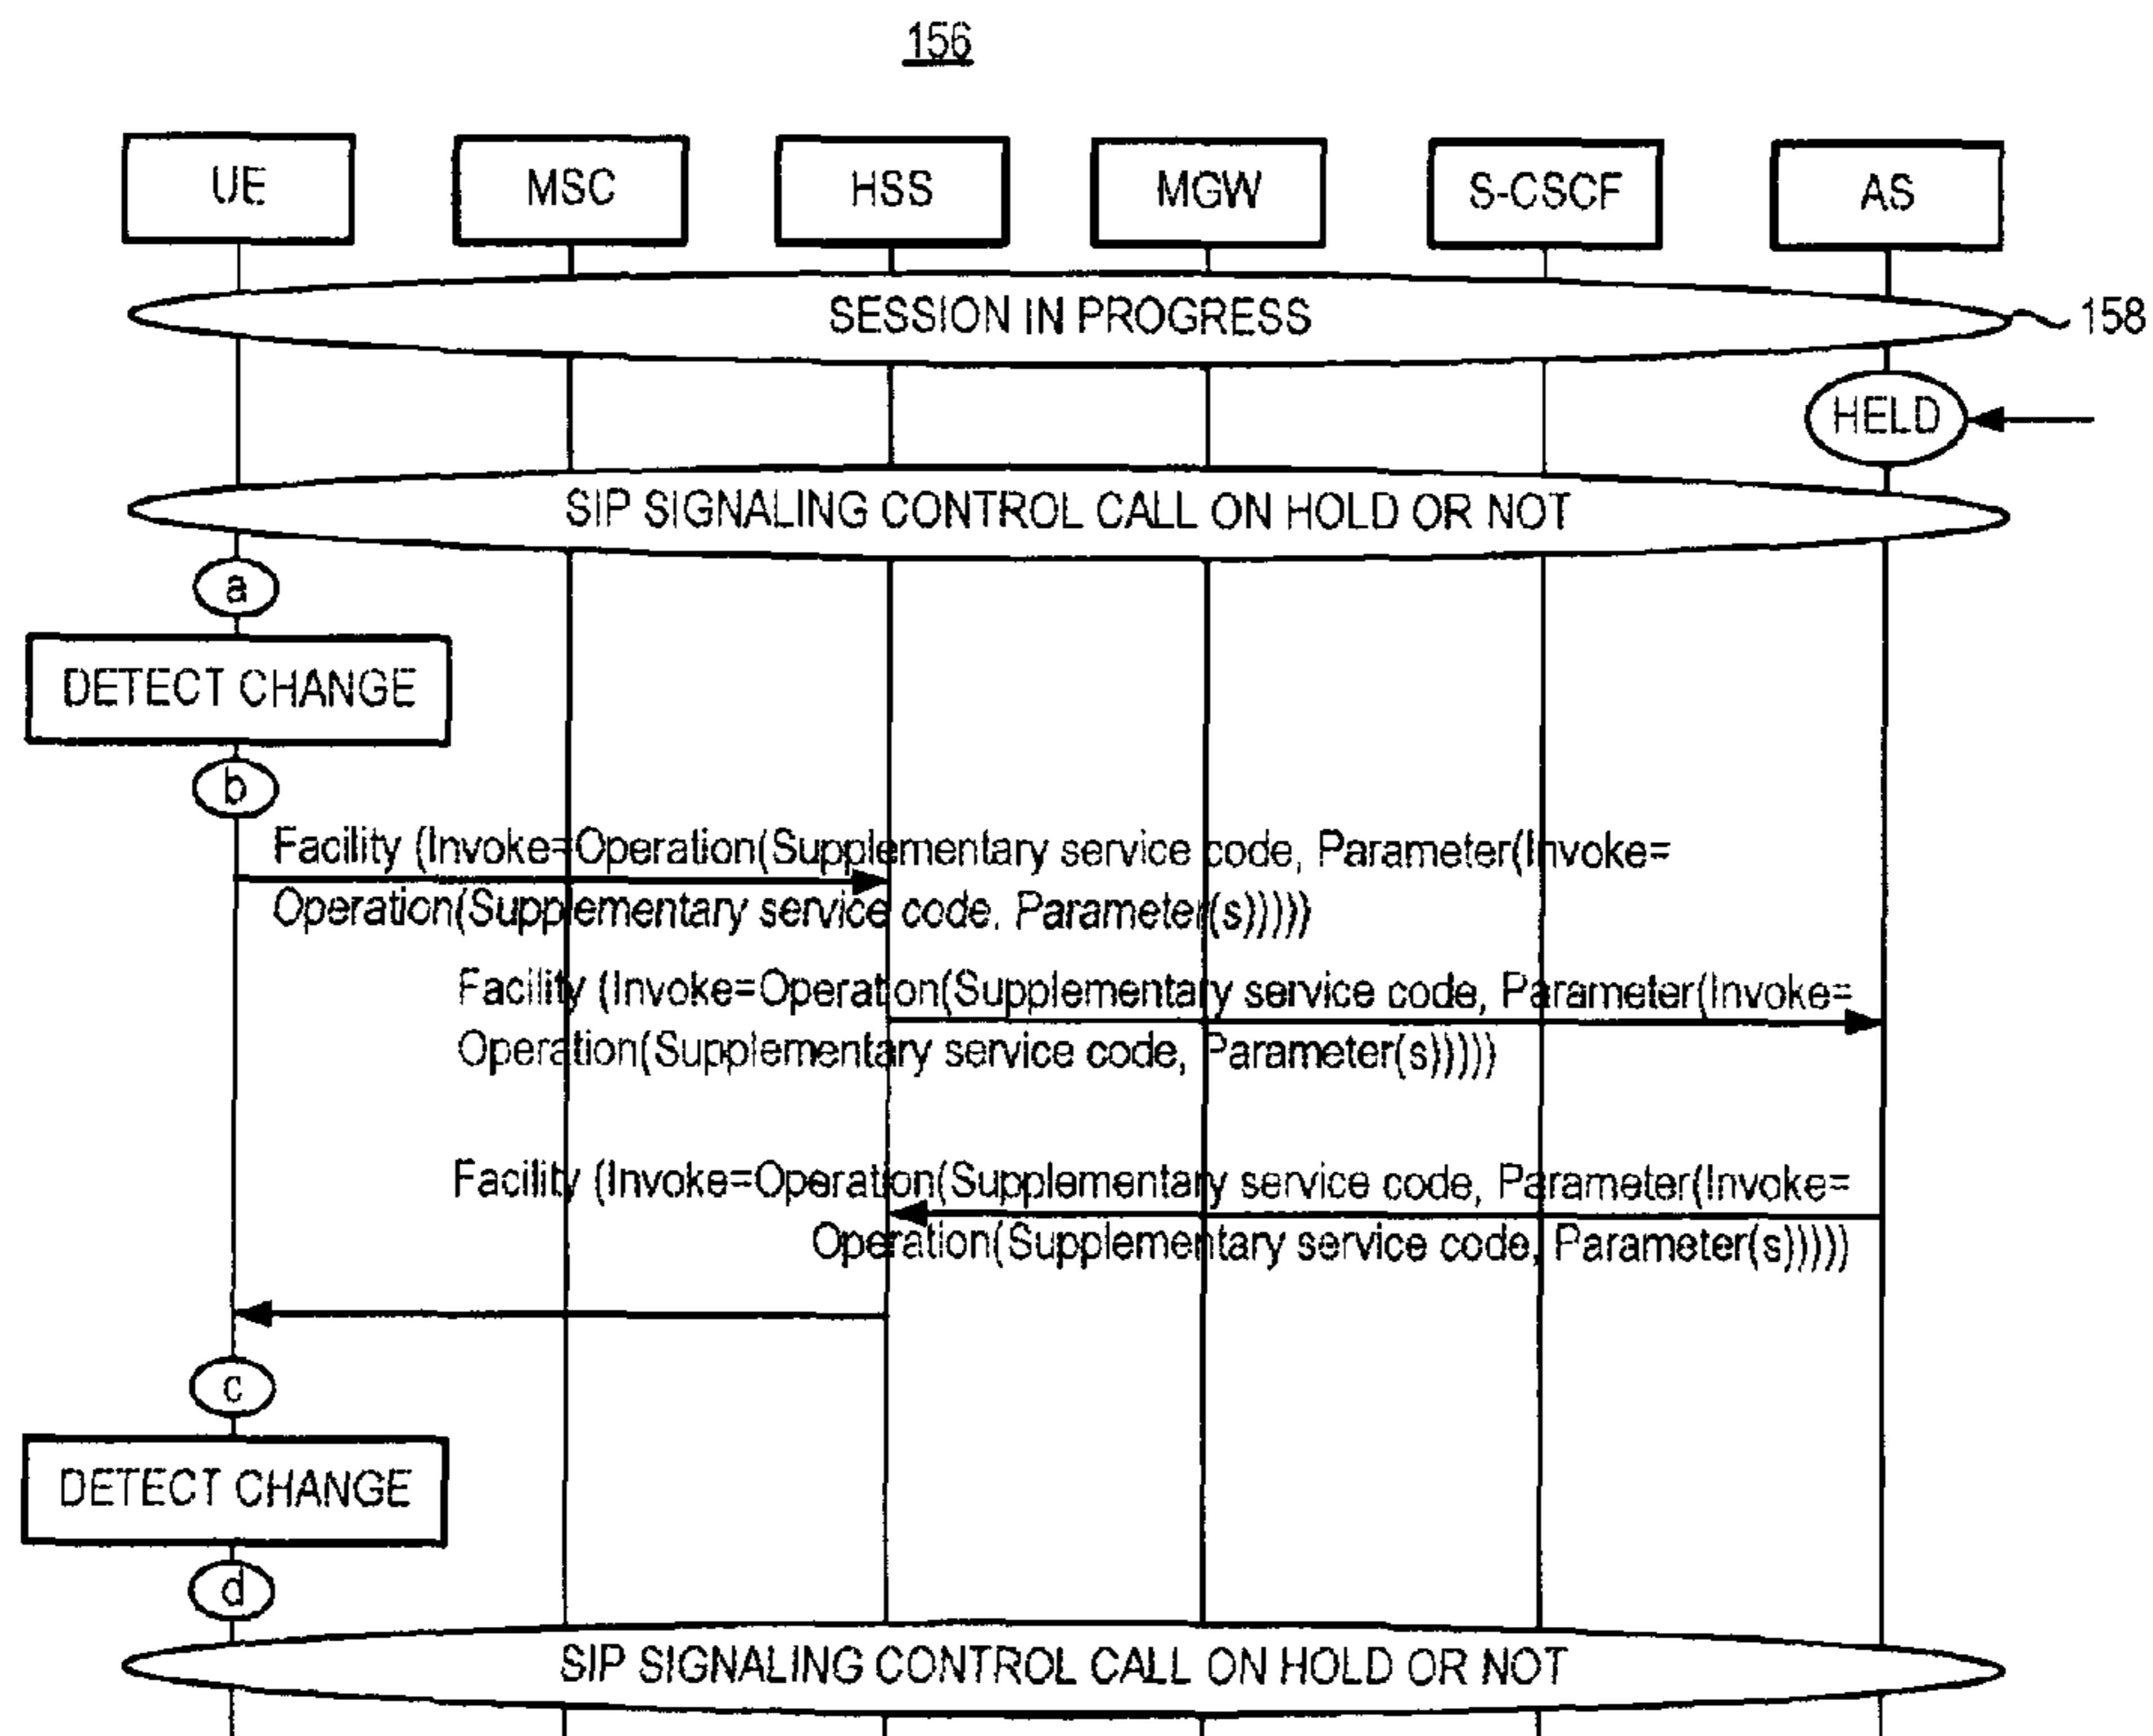 156
UE MSC HSS MGW S-CSCF AS
SESSION IN PROGRESS
158
HELD
SIP SIGNALING CONTROL CALL ON HOLD OR NOT
a
DETECT CHANGE
b
Facility (Invoke=Operation(Supplementary service code, Parameter(Invoke=
Operation(Supplementary service code, Parameter(s)))))
Facility (Invoke=Operation(Supplementary service code, Parameter(Invoke=
Operation(Supplementary service code, Parameter(s)))))
Facility (Invoke=Operation(Supplementary service code, Parameter(Invoke=
Operation(Supplementary service code, Parameter(s)))))
c
DETECT CHANGE
d
SIP SIGNALING CONTROL CALL ON HOLD OR NOT